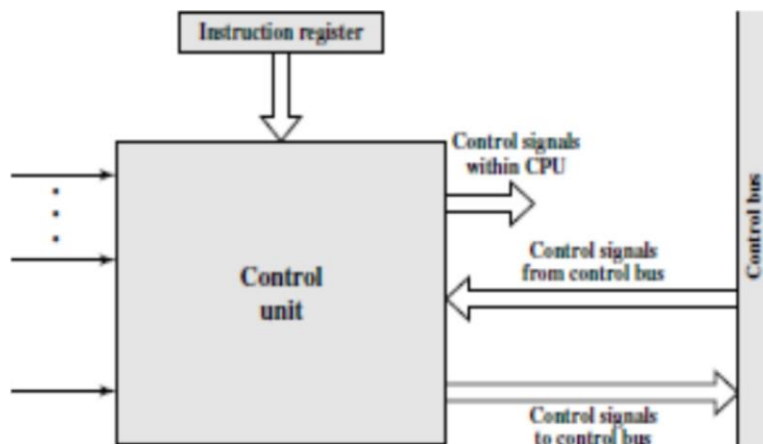 Instruction register
Control signals
within CPU
Control bus
Control signals
from control bus
Control
unit
Control signals
to control bus